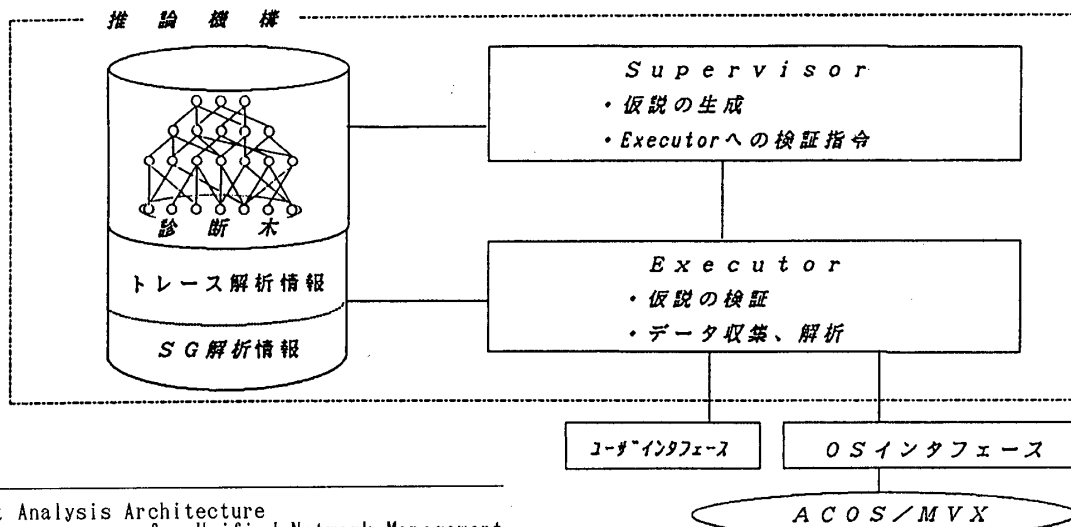 推論機構
Supervisor
・仮説の生成
・Executorへの検証指令
診断木
トレース解析情報
SG解析情報
Executor
・仮説の検証
・データ収集、解析
ユーザインタフェース
OSインタフェース
ACOS/MVX
Analysis Architecture
Unified Network Management